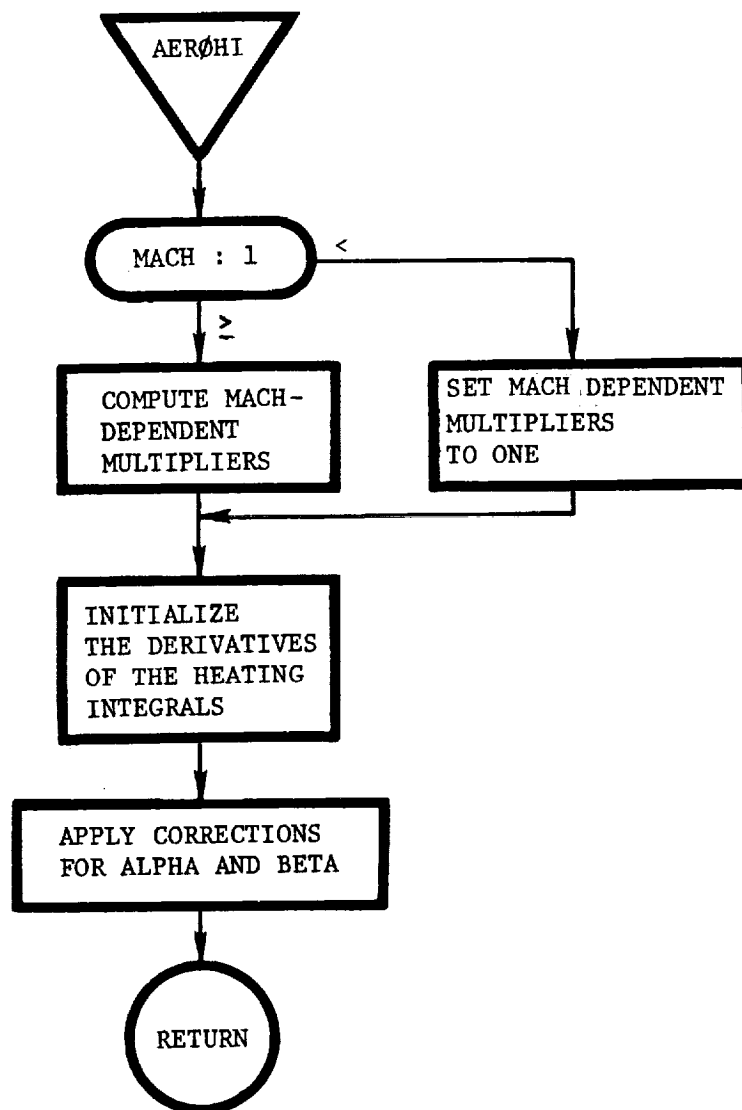 AERØHI
MACH : 1
<
≥
COMPUTE MACH-
DEPENDENT
MULTIPLIERS
SET MACH DEPENDENT
MULTIPLIERS
TO ONE
INITIALIZE
THE DERIVATIVES
OF THE HEATING
INTEGRALS
APPLY CORRECTIONS
FOR ALPHA AND BETA
RETURN